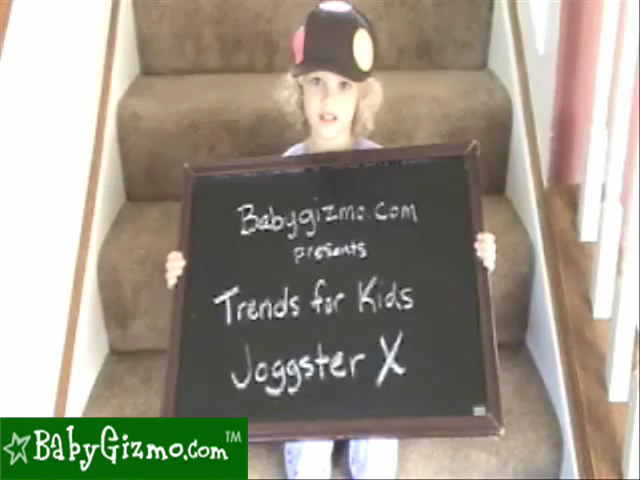 Babygizmo.com
presents
Trends for Kids
Joggster X
BabyGizmo.com™